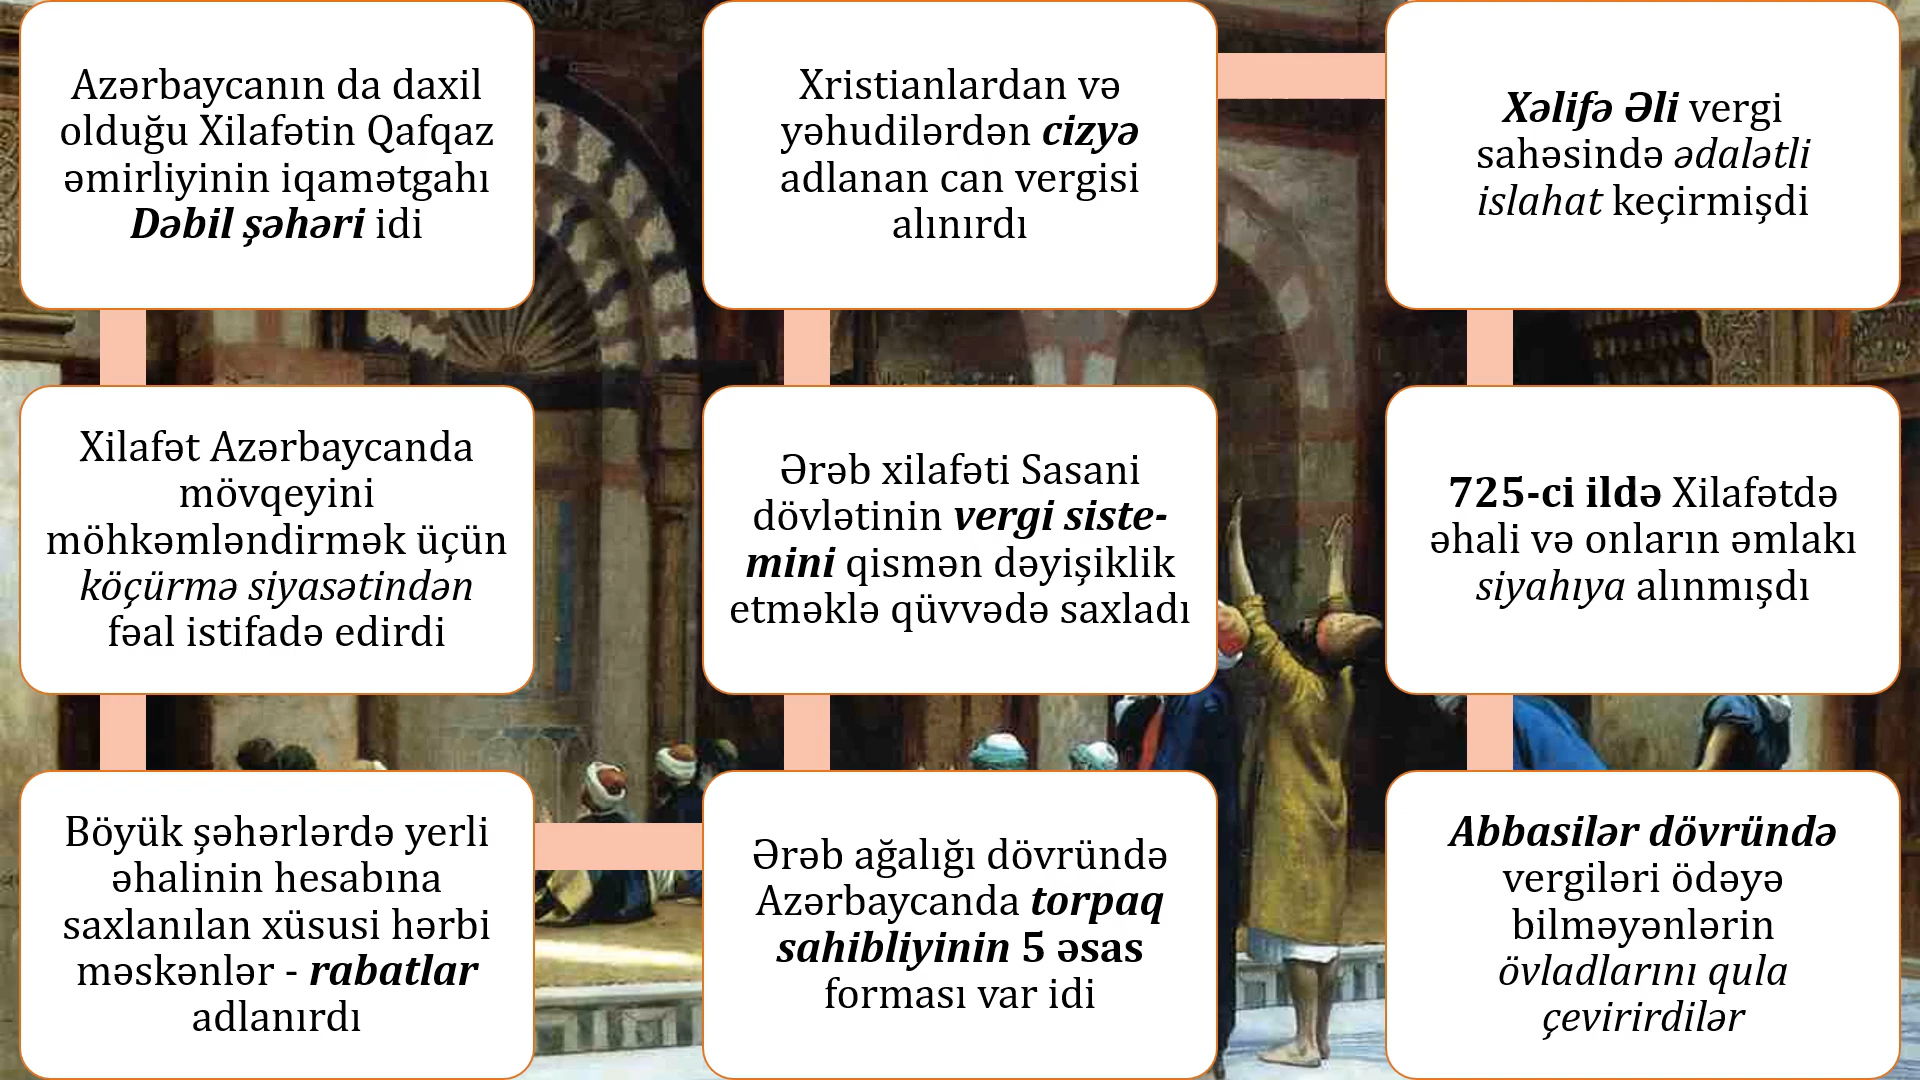 Azərbaycanın da daxil
olduğu Xilafətin Qafqaz
əmirliyinin iqamətgahı
Dəbil şəhəri idi
Xilafət Azərbaycanda
mövqeyini
möhkəmləndirmək üçün
köçürmə siyasətindən
fəal istifadə edirdi
Böyük şəhərlərdə yerli
əhalinin hesabına
saxlanılan xüsusi hərbi
məskənlər - rabatlar
adlanırdı
Ərəb ağalığı dövründə
Azərbaycanda torpaq
sahibliyinin 5 əsas
forması var idi
Ərəb xilafəti Sasani
dövlətinin vergi siste-
mini qismən dəyişiklik
etməklə qüvvədə saxladı
Xristianlardan və
yəhudilərdən cizyə
adlanan can vergisi
alınırdı
Xəlifə Əli vergi
sahəsində ədalətli
islahat keçirmişdi
725-ci ildə Xilafətdə
əhali və onların əmlakı
siyahıya alınmışdı
Abbasilər dövründə
vergiləri ödəyə
bilməyənlərin
övladlarını qula
çevirirdilər